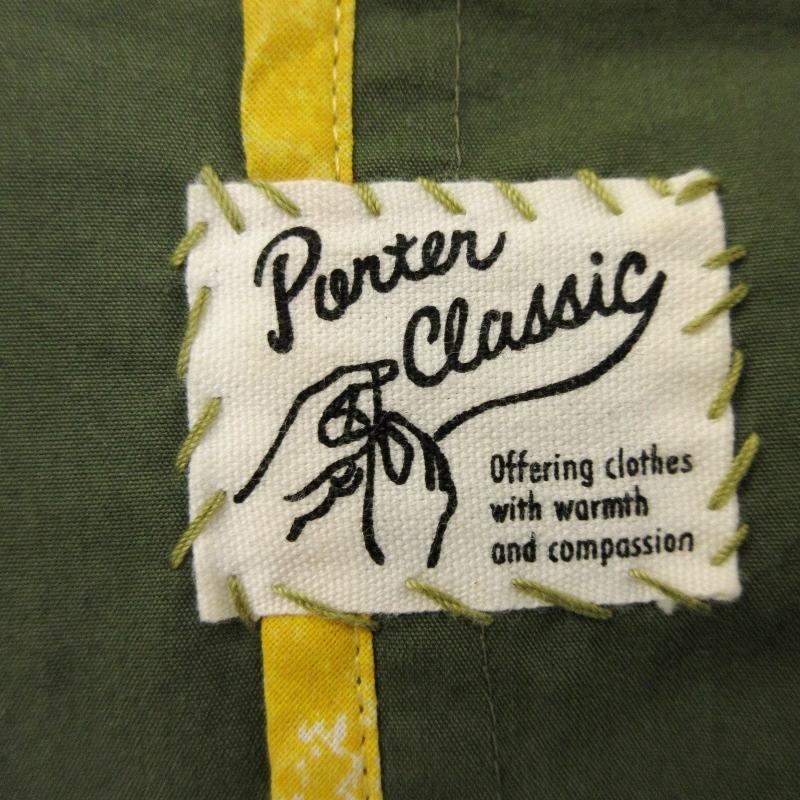 Porter
Classic
Offering clothes
with warmth
and compassion